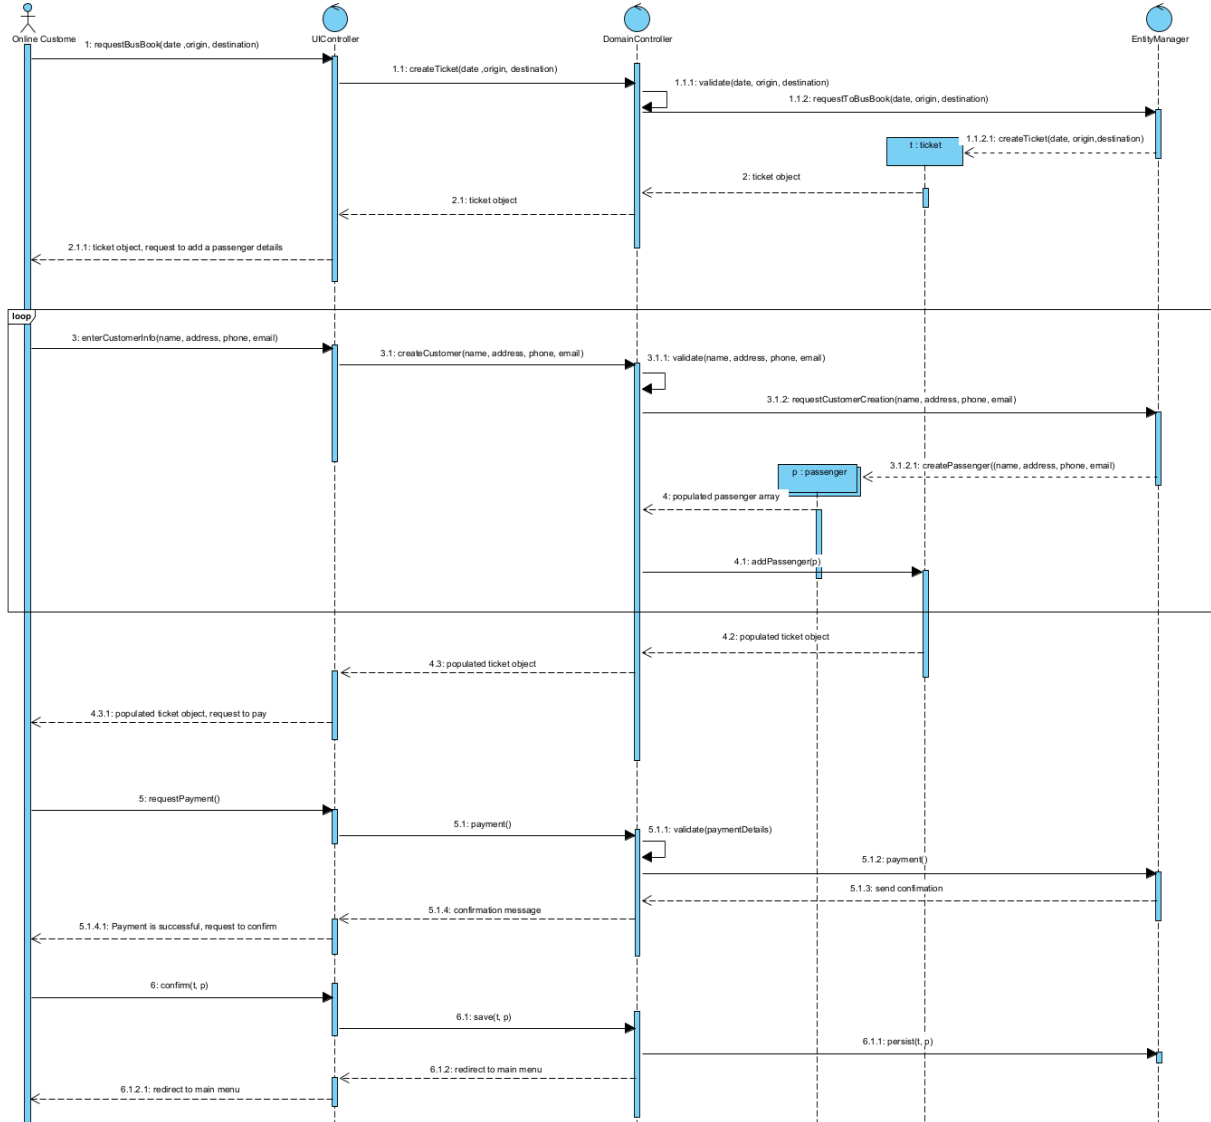 Online Custome
UIController
DomainController
EntityManager
1: requestBusBook(date ,origin, destination)
1.1: createTicket(date ,origin, destination)
1.1.1: validate(date, origin, destination)
1.1.2: requestToBusBook(date, origin, destination)
1.1.2.1: createTicket(date, origin,destination)
t : ticket
2: ticket object
2.1: ticket object
2.1.1: ticket object, request to add a passenger details
loop
3: enterCustomerInfo(name, address, phone, email)
3.1: createCustomer(name, address, phone, email)
3.1.1: validate(name, address, phone, email)
3.1.2: requestCustomerCreation(name, address, phone, email)
3.1.2.1: createPassenger((name, address, phone, email)
p : passenger
4: populated passenger array
4.1: addPassenger(p)
4.2: populated ticket object
4.3: populated ticket object
4.3.1: populated ticket object, request to pay
5: requestPayment()
5.1: payment()
5.1.1: validate(paymentDetails)
5.1.2: payment()
5.1.3: send confimation
5.1.4: confirmation message
5.1.4.1: Payment is successful, request to confirm
6: confirm(t, p)
6.1: save(t, p)
6.1.1: persist(t, p)
6.1.2: redirect to main menu
6.1.2.1: redirect to main menu